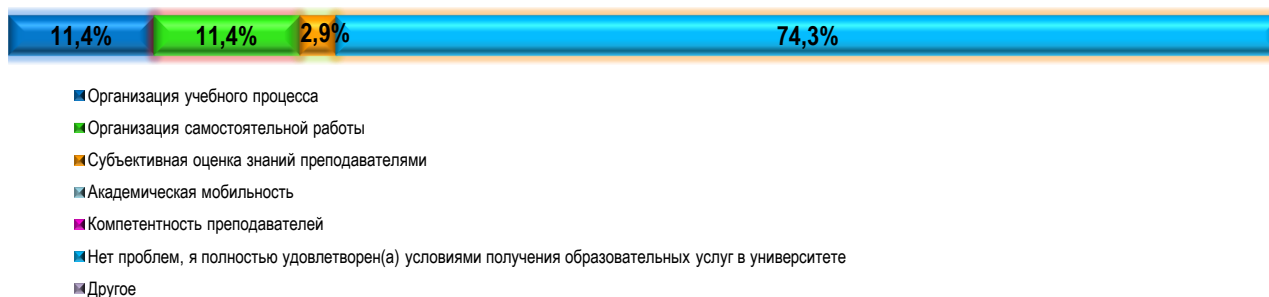 11,4% 11,4% 2,9% 74,3%
Организация учебного процесса
Организация самостоятельной работы
Субъективная оценка знаний преподавателями
Академическая мобильность
Компетентность преподавателей
Нет проблем, я полностью удовлетворен(а) условиями получения образовательных услуг в университете
Другое